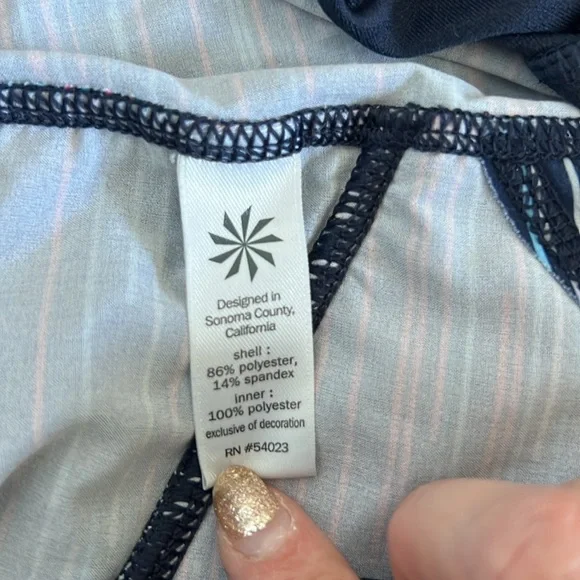 Designed in
Sonoma County,
California
shell :
86% polyester,
14% spandex
inner :
100% polyester
exclusive of decoration
RN #54023